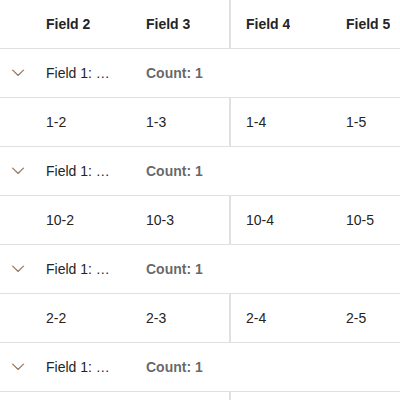 Field 2 Field 3 Field 4 Field 5
Field 1: … Count: 1
1-2 1-3 1-4 1-5
Field 1: … Count: 1
10-2 10-3 10-4 10-5
Field 1: … Count: 1
2-2 2-3 2-4 2-5
Field 1: … Count: 1